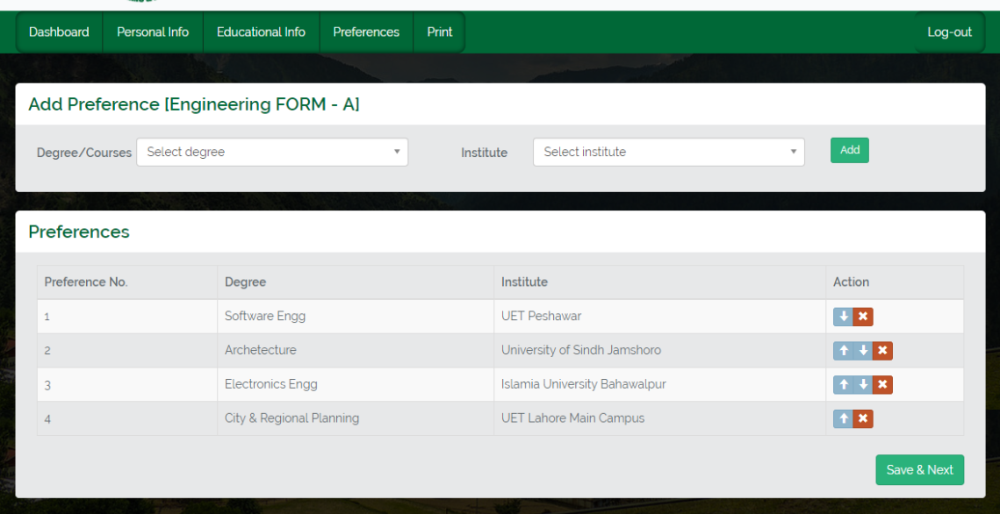 Dashboard Personal Info Educational Info Preferences Print Log-out
Add Preference [Engineering FORM - A]
Degree/Courses Select degree Institute Select institute Add
Preferences
Preference No. Degree Institute Action
1 Software Engg UET Peshawar
2 Archetecture University of Sindh Jamshoro
3 Electronics Engg Islamia University Bahawalpur
4 City & Regional Planning UET Lahore Main Campus
Save & Next